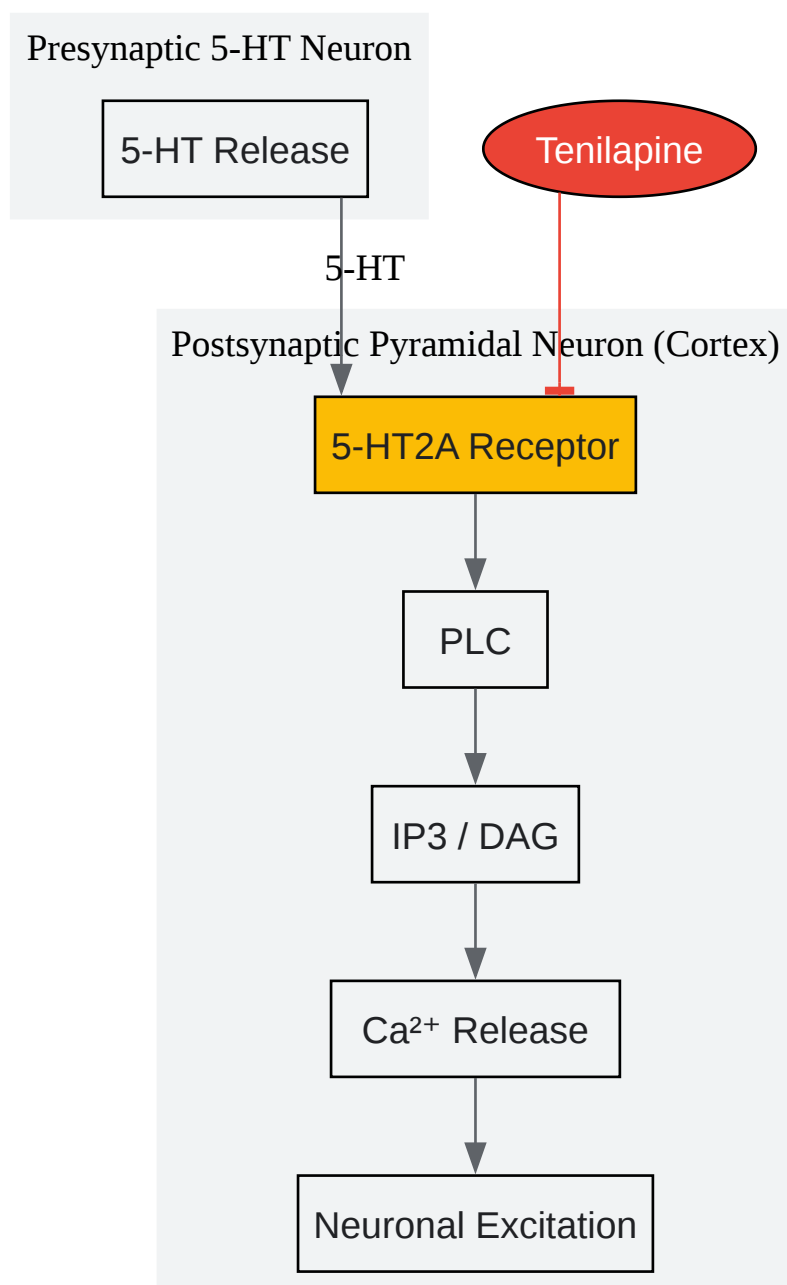 Presynaptic 5-HT Neuron
5-HT Release
Tenilapine
5-HT
Postsynaptic Pyramidal Neuron (Cortex)
5-HT2A Receptor
PLC
IP3 / DAG
Ca²⁺ Release
Neuronal Excitation